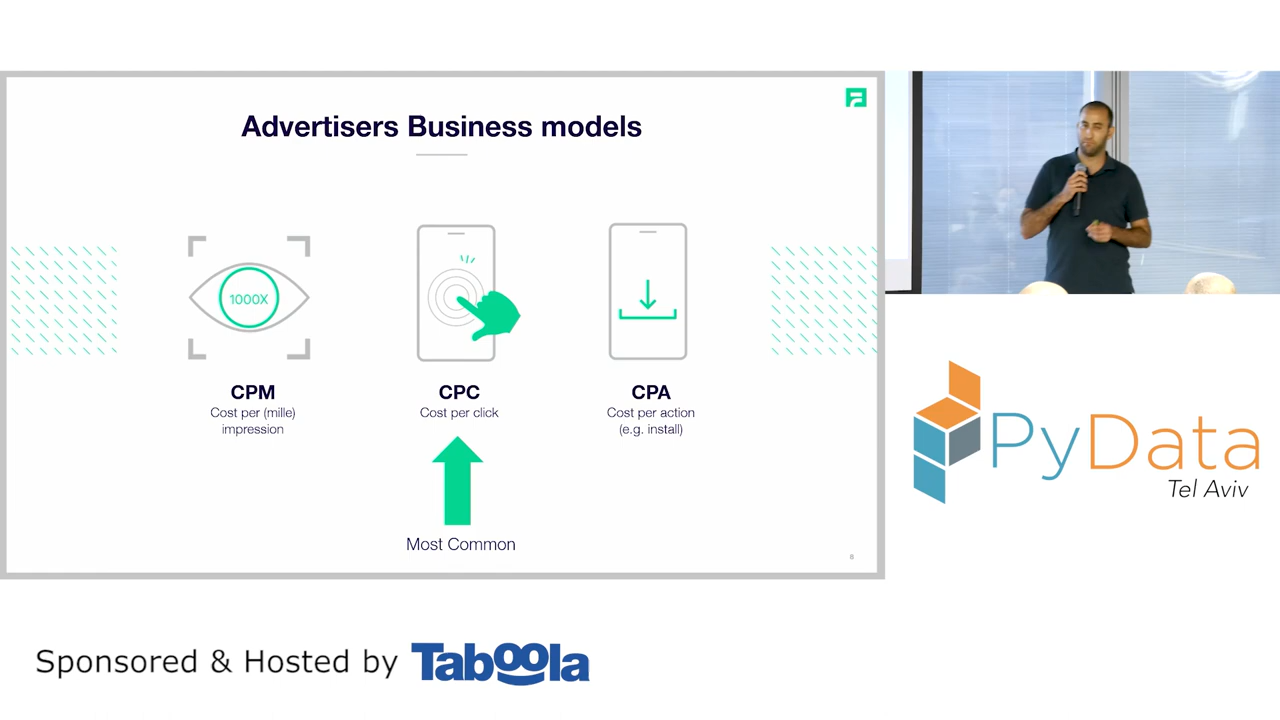 Advertisers Business models
1000X
CPM
Cost per (mille)
impression
CPC
Cost per click
CPA
Cost per action
(e.g. install)
Most Common
6
PyData
Tel Aviv
Sponsored & Hosted by Taboola